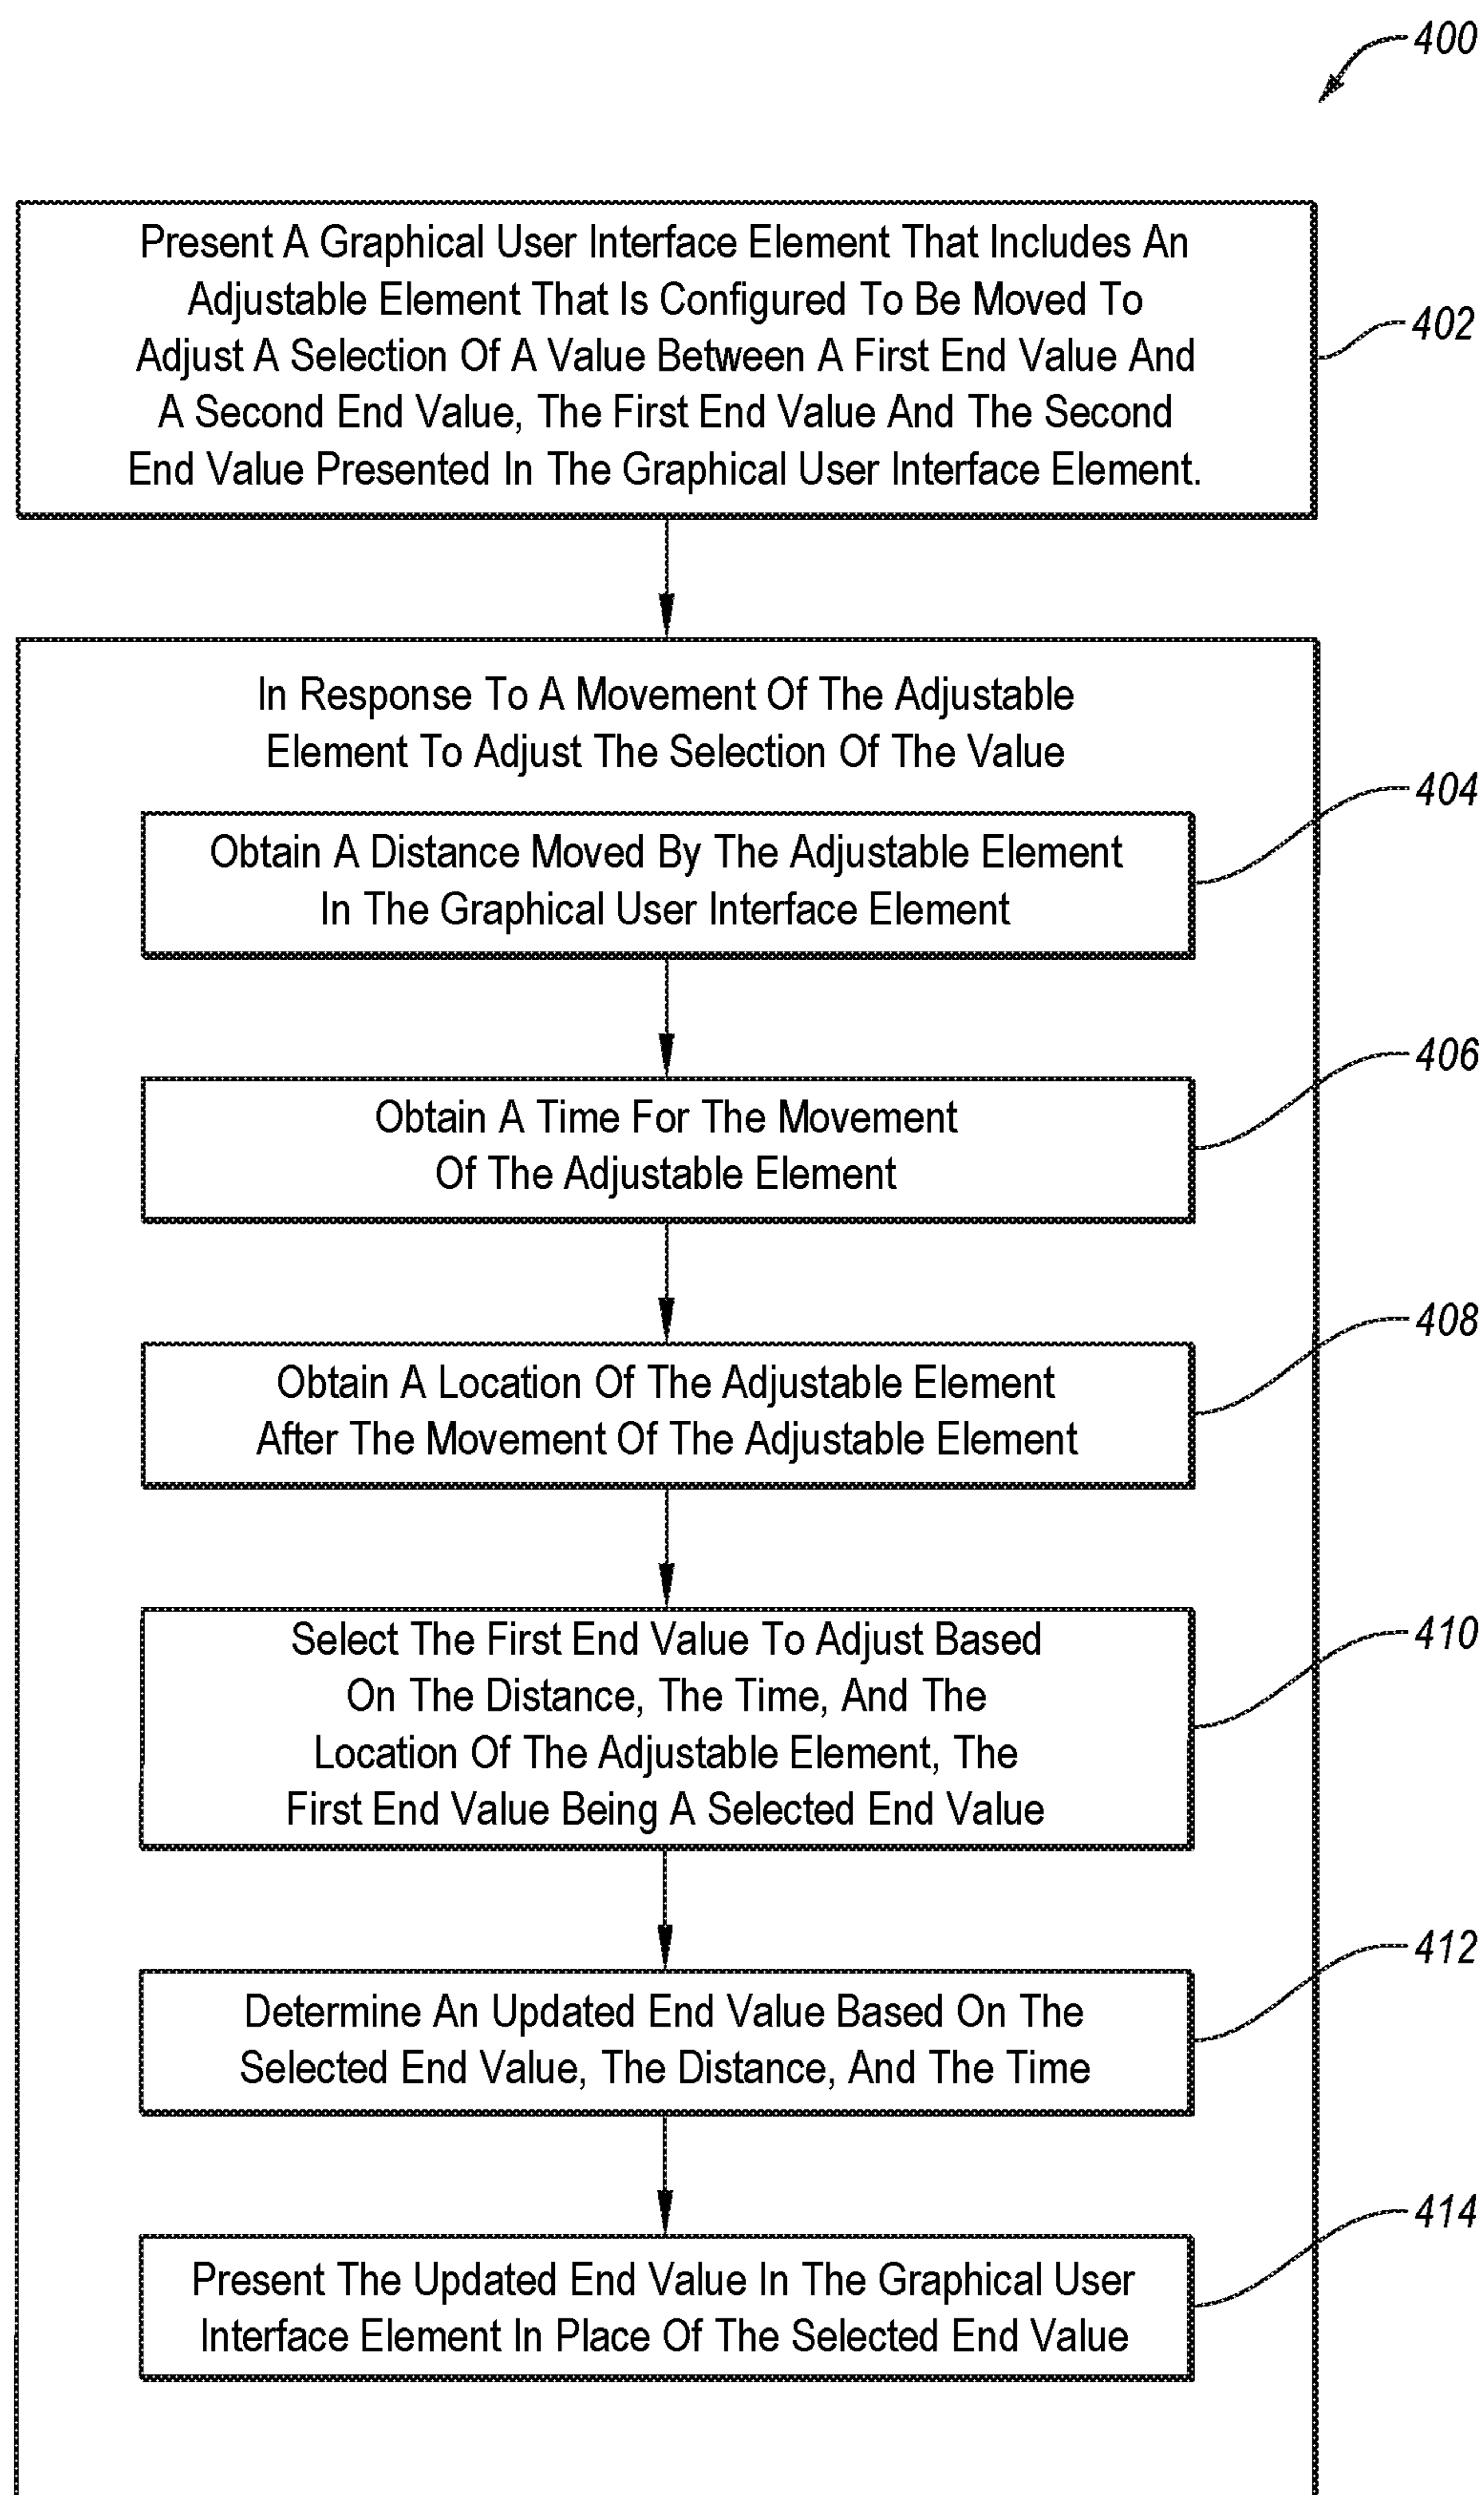 400
Present A Graphical User Interface Element That Includes An
Adjustable Element That Is Configured To Be Moved To
Adjust A Selection Of A Value Between A First End Value And
A Second End Value, The First End Value And The Second
End Value Presented In The Graphical User Interface Element.
402
In Response To A Movement Of The Adjustable
Element To Adjust The Selection Of The Value
404
Obtain A Distance Moved By The Adjustable Element
In The Graphical User Interface Element
406
Obtain A Time For The Movement
Of The Adjustable Element
408
Obtain A Location Of The Adjustable Element
After The Movement Of The Adjustable Element
410
Select The First End Value To Adjust Based
On The Distance, The Time, And The
Location Of The Adjustable Element, The
First End Value Being A Selected End Value
412
Determine An Updated End Value Based On The
Selected End Value, The Distance, And The Time
414
Present The Updated End Value In The Graphical User
Interface Element In Place Of The Selected End Value